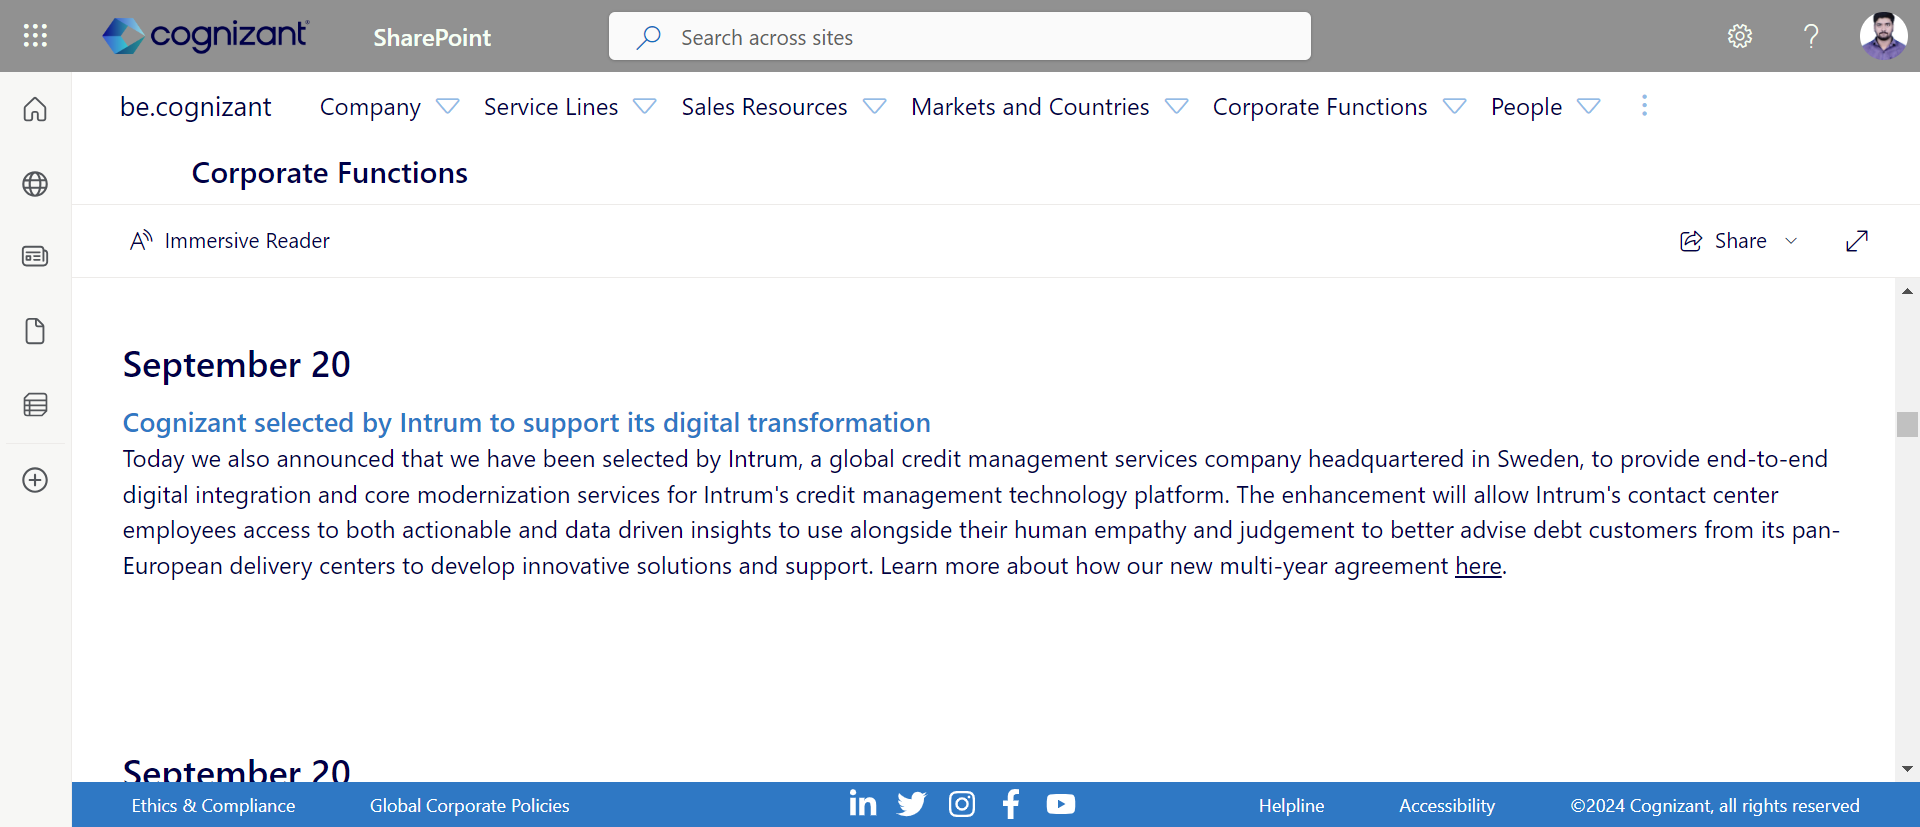 cognizant
SharePoint
Search across sites
be.cognizant
Company
Service Lines
Sales Resources
Markets and Countries
Corporate Functions
People
Corporate Functions
Immersive Reader
Share
September 20
Cognizant selected by Intrum to support its digital transformation
Today we also announced that we have been selected by Intrum, a global credit management services company headquartered in Sweden, to provide end-to-end
digital integration and core modernization services for Intrum's credit management technology platform. The enhancement will allow Intrum's contact center
employees access to both actionable and data driven insights to use alongside their human empathy and judgement to better advise debt customers from its pan-
European delivery centers to develop innovative solutions and support. Learn more about how our new multi-year agreement here.
September 20
Ethics & Compliance
Global Corporate Policies
Helpline
Accessibility
©2024 Cognizant, all rights reserved